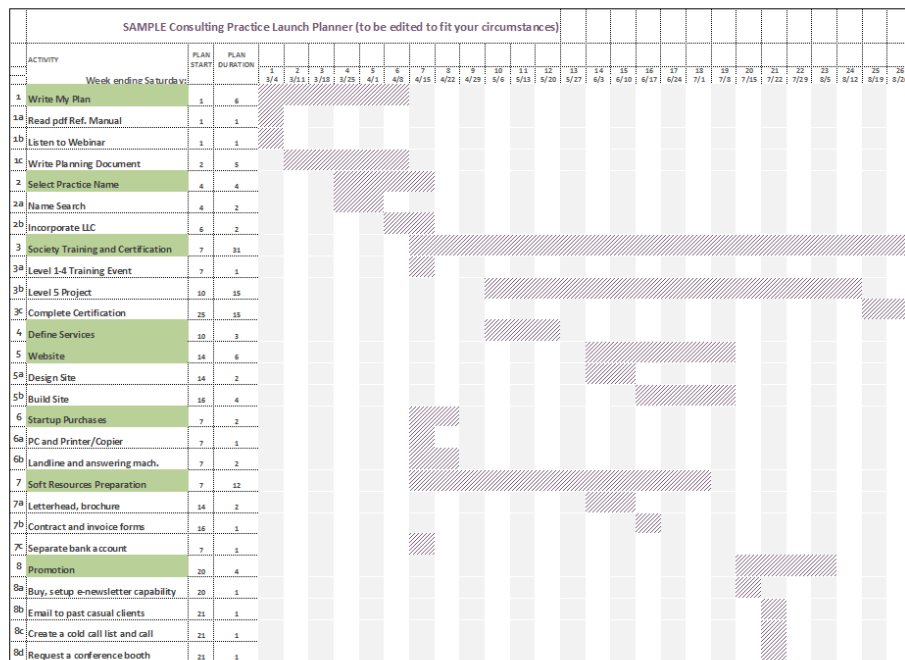 SAMPLE Consulting Practice Launch Planner (to be edited to fit your circumstances)
ACTIVITY PLAN START PLAN DURATION 1 2 3 4 5 6 7 8 9 10 11 12 13 14 15 16 17 18 19 20 21 22 23 24 25 26
Week ending Saturday: 3/4 3/11 3/18 3/25 4/1 4/8 4/15 4/22 4/29 5/6 5/13 5/20 5/27 6/3 6/10 6/17 6/24 7/1 7/8 7/15 7/22 7/29 8/5 8/12 8/19 8/26
1 Write My Plan 1 6
1a Read pdf Ref. Manual 1 1
1b Listen to Webinar 1 1
1c Write Planning Document 2 5
2 Select Practice Name 4 4
2a Name Search 4 2
2b Incorporate LLC 6 2
3 Society Training and Certification 7 31
3a Level 1-4 Training Event 7 1
3b Level 5 Project 10 15
3c Complete Certification 25 15
4 Define Services 10 3
5 Website 14 6
5a Design Site 14 2
5b Build Site 16 4
6 Startup Purchases 7 2
6a PC and Printer/Copier 7 1
6b Landline and answering mach. 7 2
7 Soft Resources Preparation 7 12
7a Letterhead, brochure 14 2
7b Contract and invoice forms 16 1
7c Separate bank account 7 1
8 Promotion 20 4
8a Buy, setup e-newsletter capability 20 1
8b Email to past casual clients 21 1
8c Create a cold call list and call 21 1
8d Request a conference booth 21 1